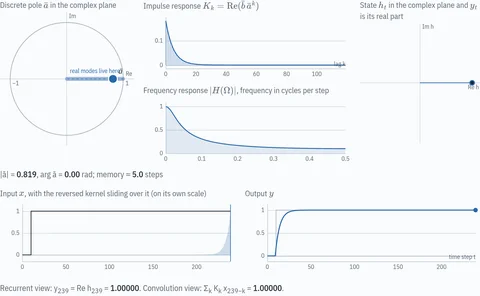 Discrete pole ā in the complex plane
Im
real modes live here
ā
Re
−1
1
Impulse response K_k = Re(b̄ ā^k)
0.1
0
lag k
0 20 40 60 80 100
Frequency response |H(Ω)|, frequency in cycles per step
1
0.5
0
0 0.1 0.2 0.3 0.4 0.5
State h_t in the complex plane and y_t
is its real part
Im h
Re h
|ā| = 0.819, arg ā = 0.00 rad; memory = 5.0 steps
Input x, with the reversed kernel sliding over it (on its own scale)
1
0.5
0
0 50 100 150 200
Output y
1
0.5
0
time step t
0 50 100 150 200
Recurrent view: y₂₃₉ = Re h₂₃₉ = 1.00000. Convolution view: Σ_k K_k x_{239−k} = 1.00000.